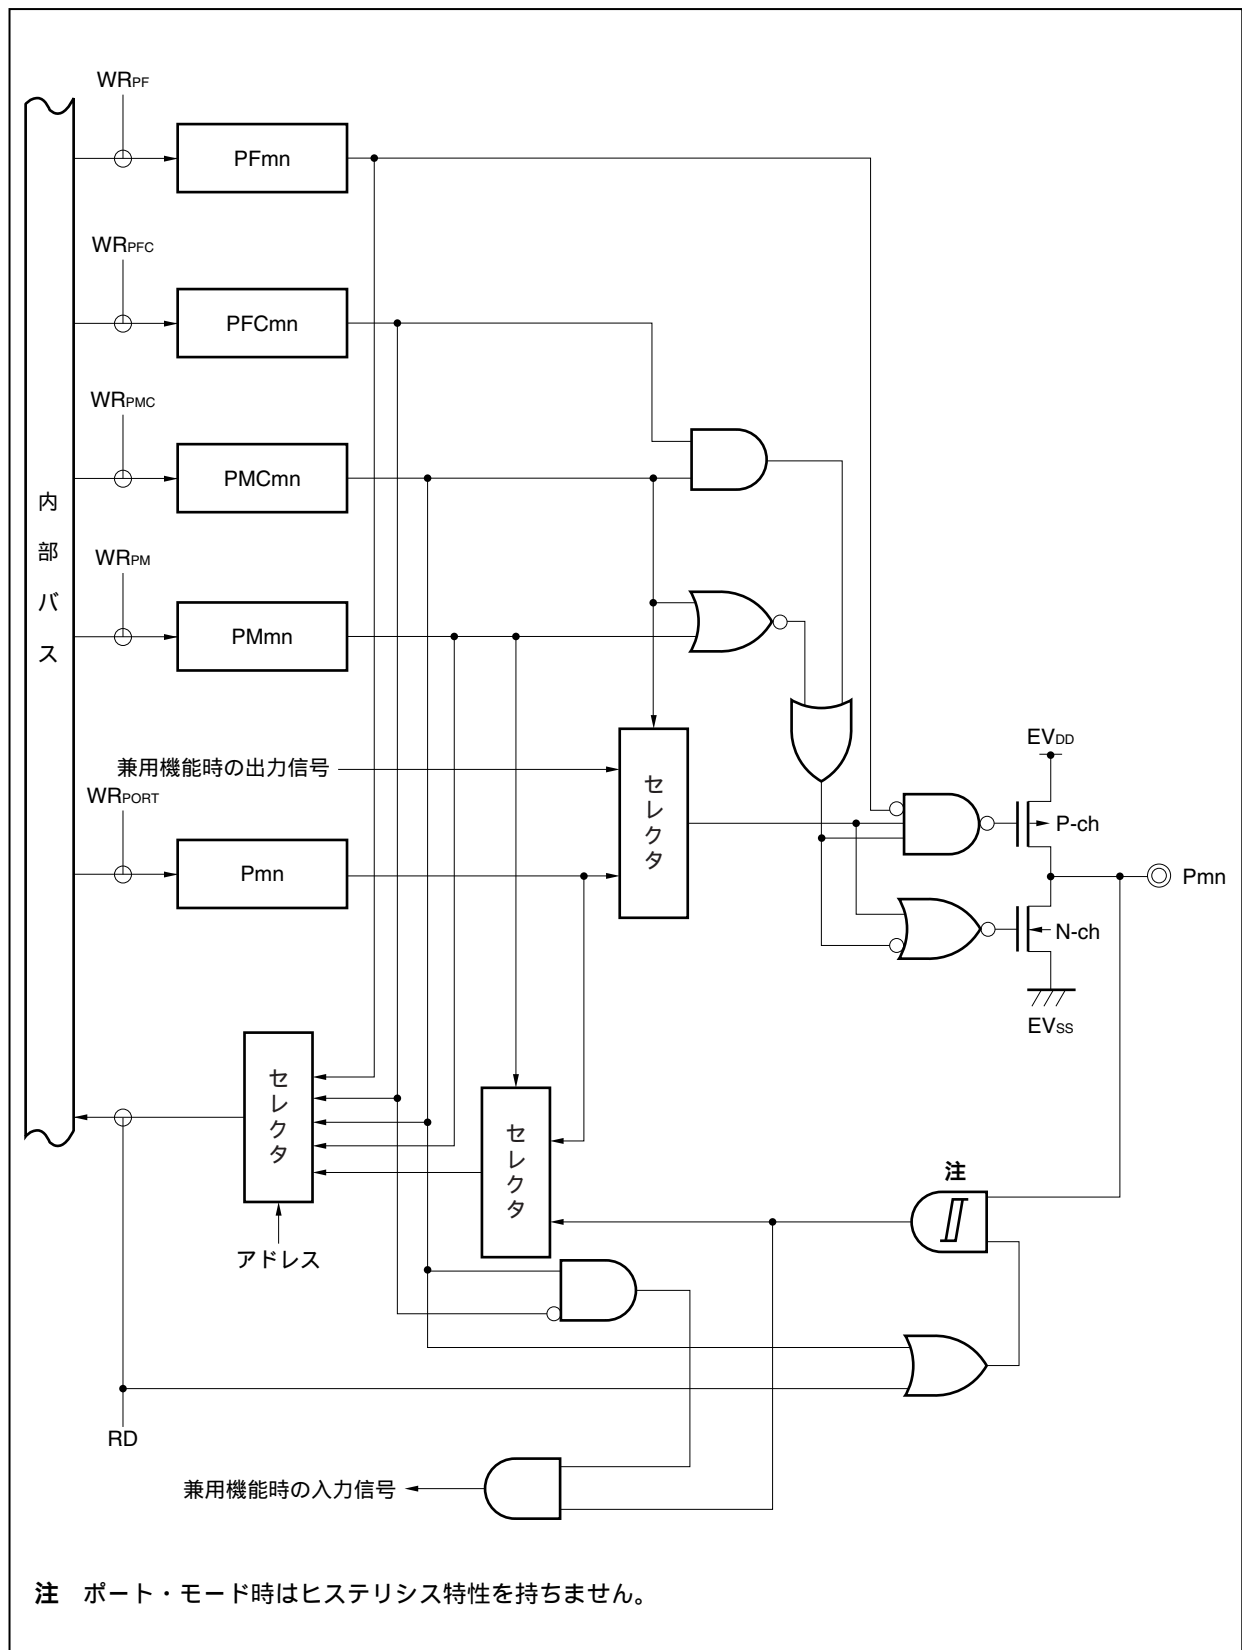 WRPF
PFmn
WRPFC
PFCmn
WRPMC
PMCmn
内部バス
WRPM
PMmn
兼用機能時の出力信号
WRPORT
Pmn
セレクタ
EVDD
P-ch
Pmn
N-ch
EVSS
セレクタ
セレクタ
アドレス
注
RD
兼用機能時の入力信号
注 ポート・モード時はヒステリシス特性を持ちません。